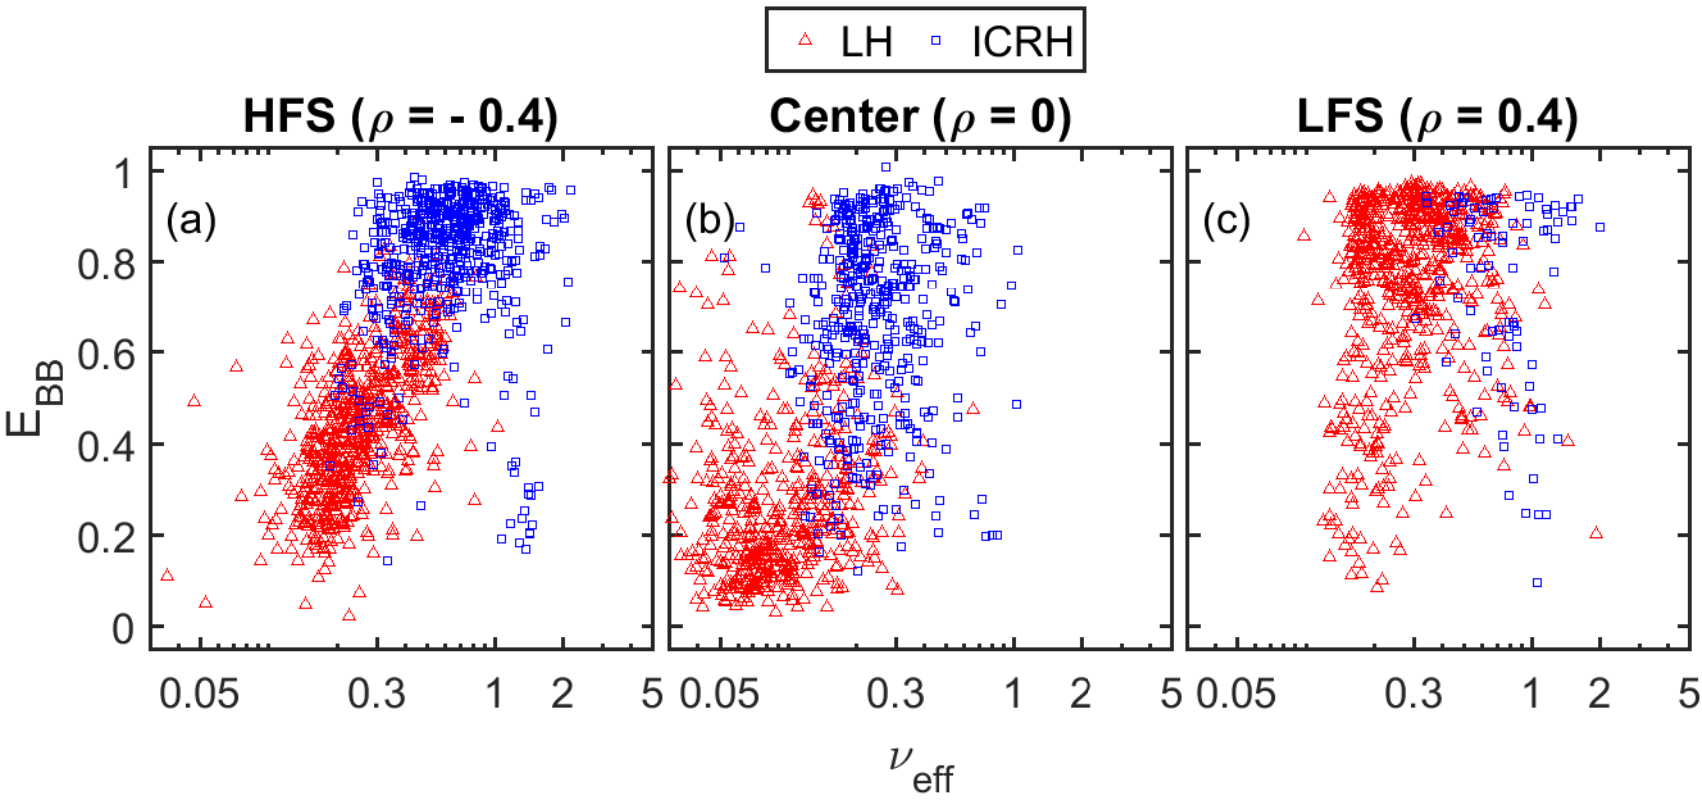 LH ICRH
HFS (ρ = - 0.4) Center (ρ = 0) LFS (ρ = 0.4)
(a) (b) (c)
1
0.8
0.6
0.4
0.2
0
E_BB
0.05 0.3 1 2 5 0.05 0.3 1 2 5 0.05 0.3 1 2 5
ν_eff